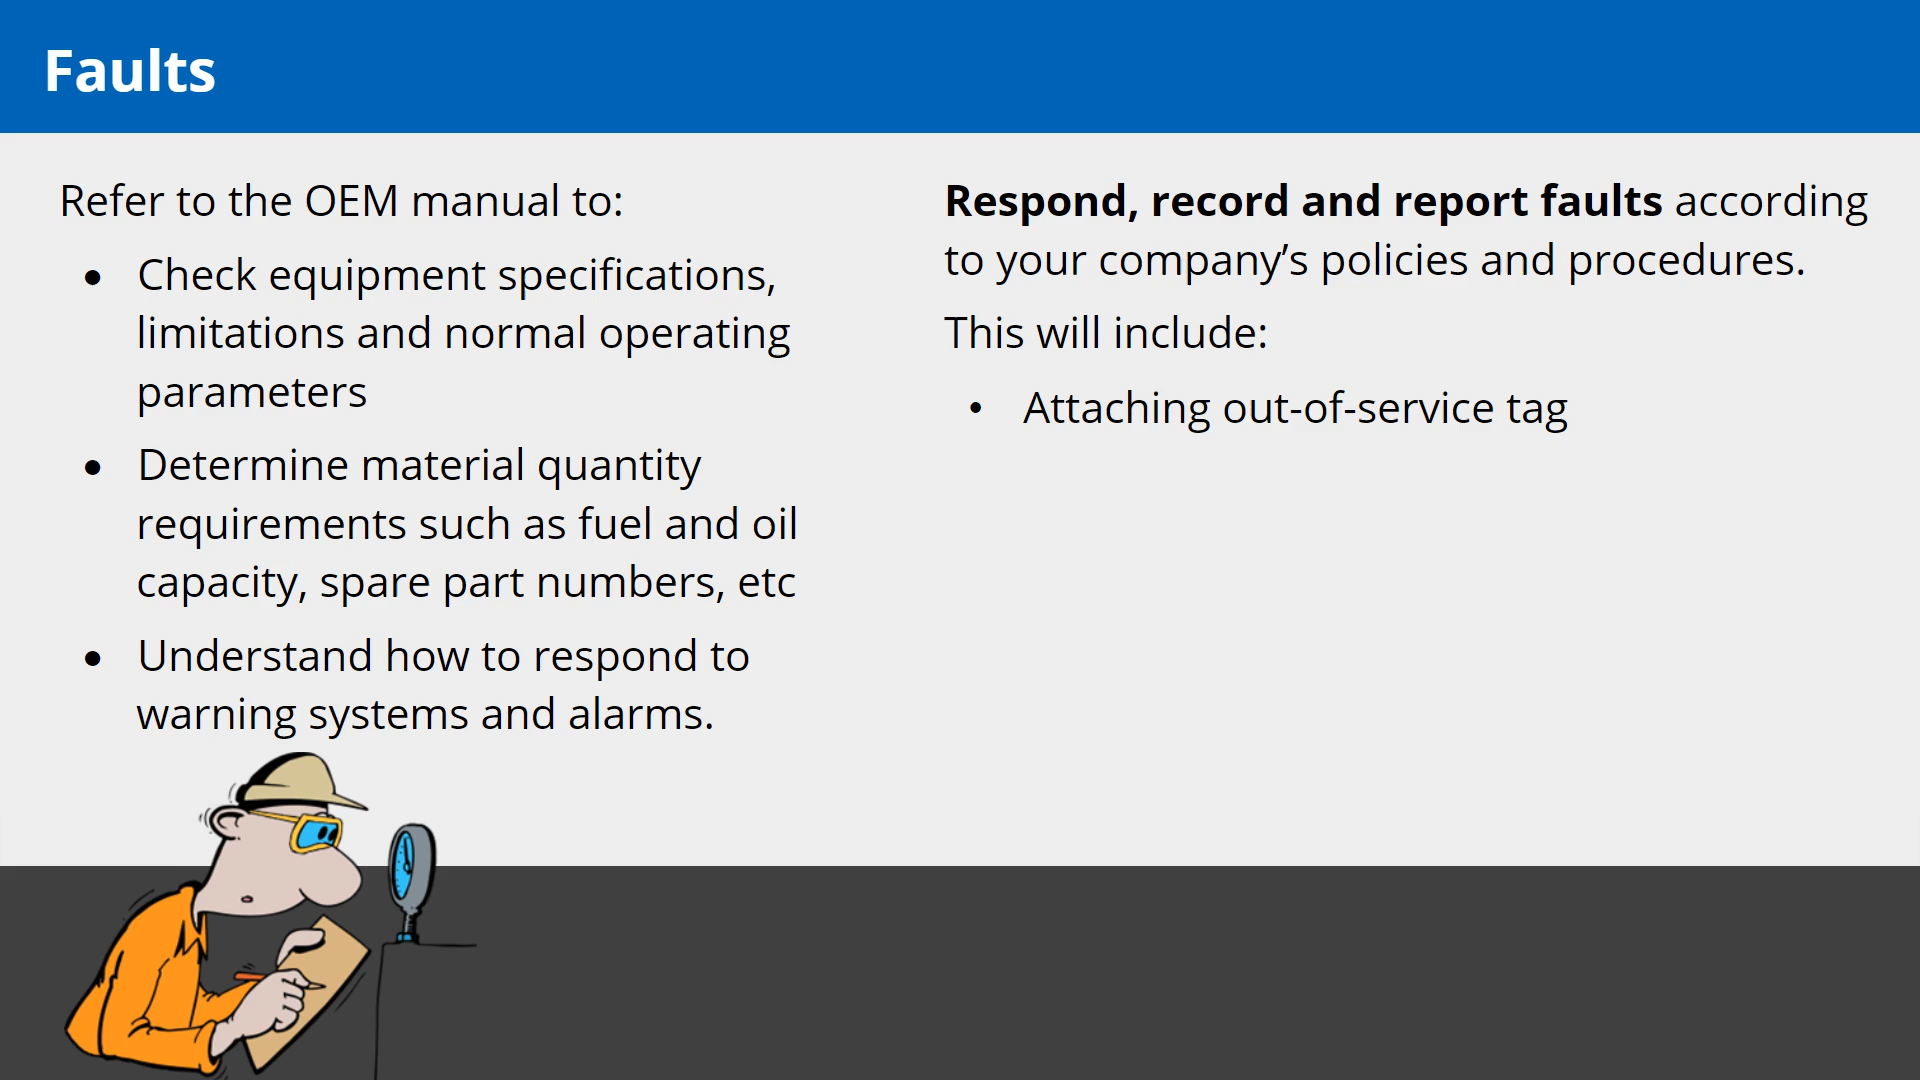 Faults
Refer to the OEM manual to:
● Check equipment specifications,
limitations and normal operating
parameters
● Determine material quantity
requirements such as fuel and oil
capacity, spare part numbers, etc
● Understand how to respond to
warning systems and alarms.
Respond, record and report faults according
to your company’s policies and procedures.
This will include:
• Attaching out-of-service tag